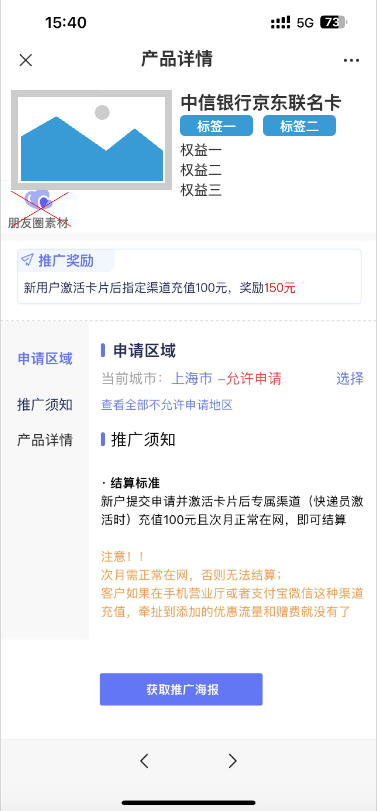 15:40
5G 73
产品详情
中信银行京东联名卡
标签一 标签二
权益一
权益二
权益三
朋友圈素材
推广奖励
新用户激活卡片后指定渠道充值100元，奖励150元
申请区域
推广须知
产品详情
申请区域
当前城市：上海市 –允许申请 选择
查看全部不允许申请地区
推广须知
· 结算标准
新户提交申请并激活卡片后专属渠道（快递员激
活时）充值100元且次月正常在网，即可结算
注意！！
次月需正常在网，否则无法结算；
客户如果在手机营业厅或者支付宝微信这种渠道
充值，牵扯到添加的优惠流量和赠费就没有了
获取推广海报